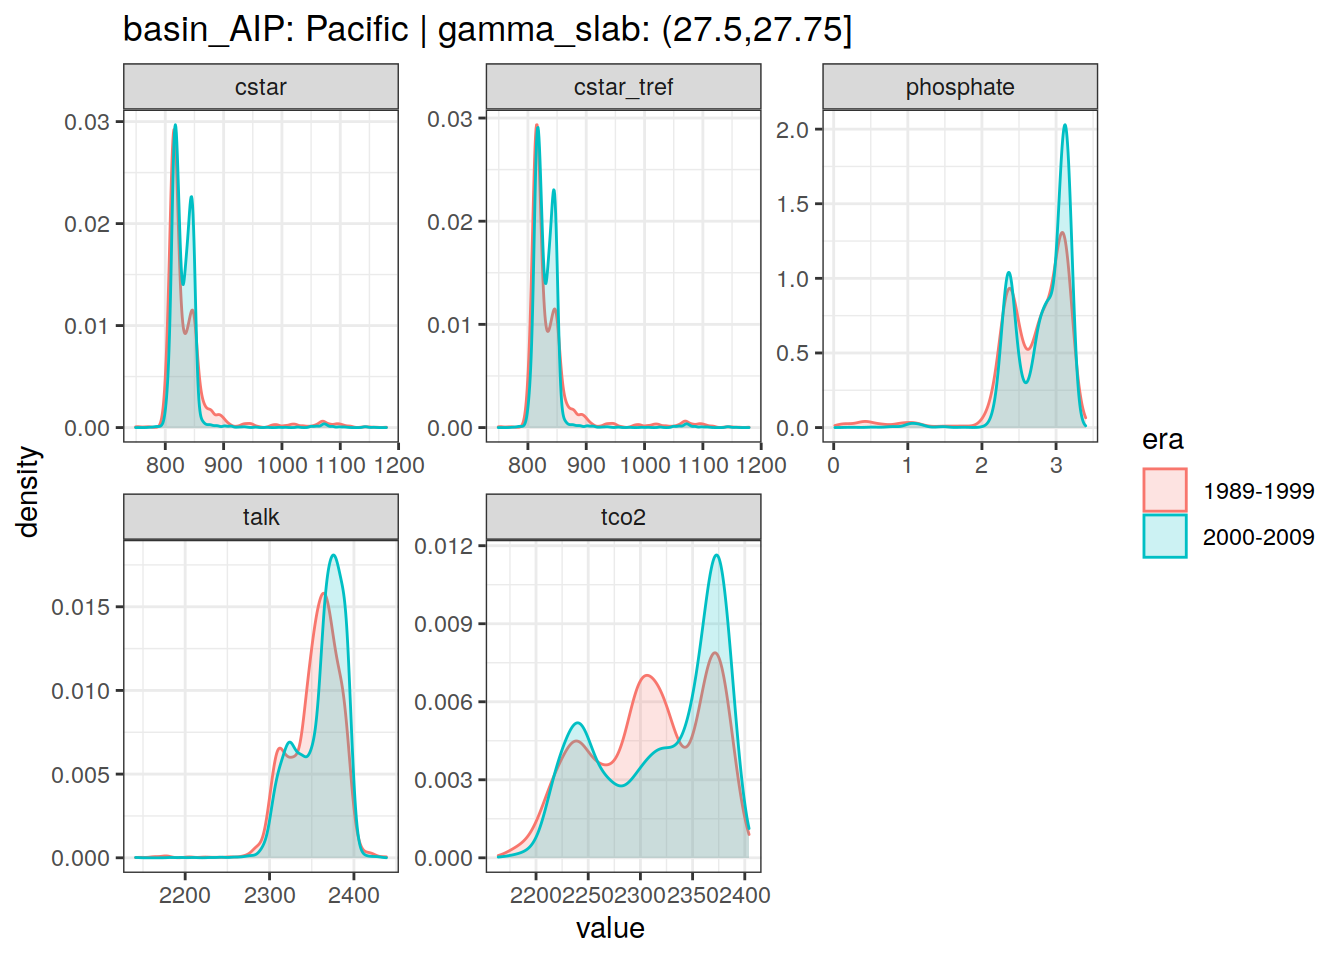 basin_AIP: Pacific | gamma_slab: (27.5,27.75]
cstar
cstar_tref
phosphate
0.03
0.02
0.01
0.00
800 900 1000 1100 1200
0.03
0.02
0.01
0.00
800 900 1000 1100 1200
2.0
1.5
1.0
0.5
0.0
0 1 2 3
density
talk
tco2
0.015
0.010
0.005
0.000
2200 2300 2400
0.012
0.009
0.006
0.003
0.000
2200 2250 2300 2350 2400
value
era
1989-1999
2000-2009